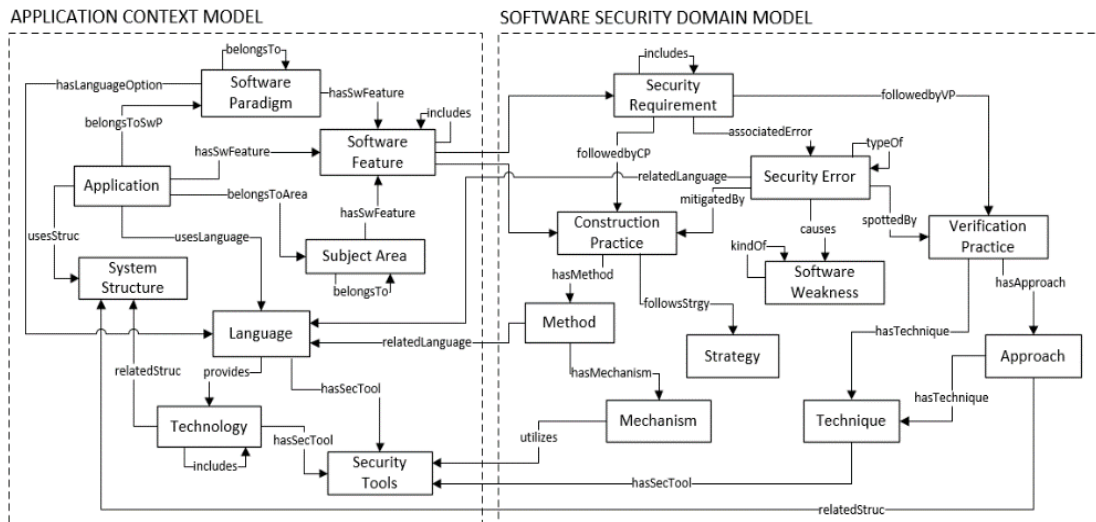 APPLICATION CONTEXT MODEL
SOFTWARE SECURITY DOMAIN MODEL
belongsTo
includes
hasLanguageOption
Software
Paradigm
hasSwFeature
Security
Requirement
followedbyVP
belongsToSwP
includes
associatedError
hasSwFeature
Software
Feature
followedbyCP
typeOf
Application
relatedLanguage
Security Error
belongsToArea
mitigatedBy
hasSwFeature
usesStruc
usesLanguage
Construction
Practice
causes
spottedBy
Verification
Practice
System
Structure
Subject Area
kindOf
Software
Weakness
belongsTo
hasMethod
hasApproach
followsStrgy
Language
Method
relatedLanguage
hasTechnique
Strategy
Approach
relatedStruc
provides
hasMechanism
hasSecTool
hasTechnique
Technology
hasSecTool
Mechanism
Technique
utilizes
includes
Security
Tools
hasSecTool
relatedStruc